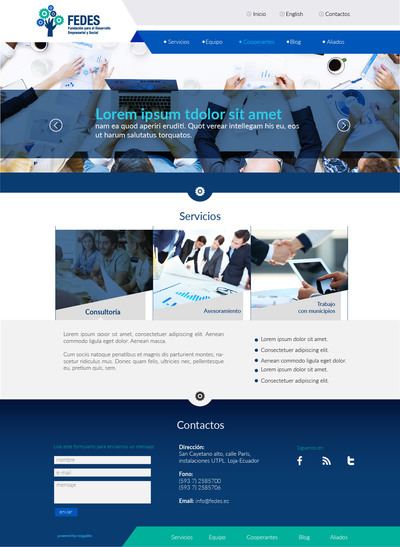 FEDES
Fundación para el Desarrollo
Empresarial y Social
Inicio
English
Contactos
Servicios
Equipo
Cooperantes
Blog
Aliados
Lorem ipsum tdolor sit amet
nam ea quod aperiri eruditi. Quot verear intellegam his eu, eos
ut harum salutatus torquatos.
Servicios
Consultoría
Asesoramiento
Trabajo
con municipios
Lorem ipsum dolor sit amet, consectetuer adipiscing elit. Aenean
commodo ligula eget dolor. Aenean massa.
Cum sociis natoque penatibus et magnis dis parturient montes, na-
scetur ridiculus mus. Donec quam felis, ultricies nec, pellentesque
eu, pretium quis, sem.
Lorem ipsum dolor sit amet,
Consectetuer adipiscing elit.
Aenean commodo ligula eget dolor.
Lorem ipsum dolor sit amet,
Consectetuer adipiscing elit.
Contactos
Use este formulario para enviarnos un mensaje:
nombre
e-mail
mensaje
enviar
Dirección:
San Cayetano alto, calle París,
instalaciones UTPL. Loja-Ecuador
Fono:
(593 7) 2585700
(593 7) 2585706
Email: info@fedes.ec
Síguenos en:
Servicios
Equipo
Cooperantes
Blog
Aliados